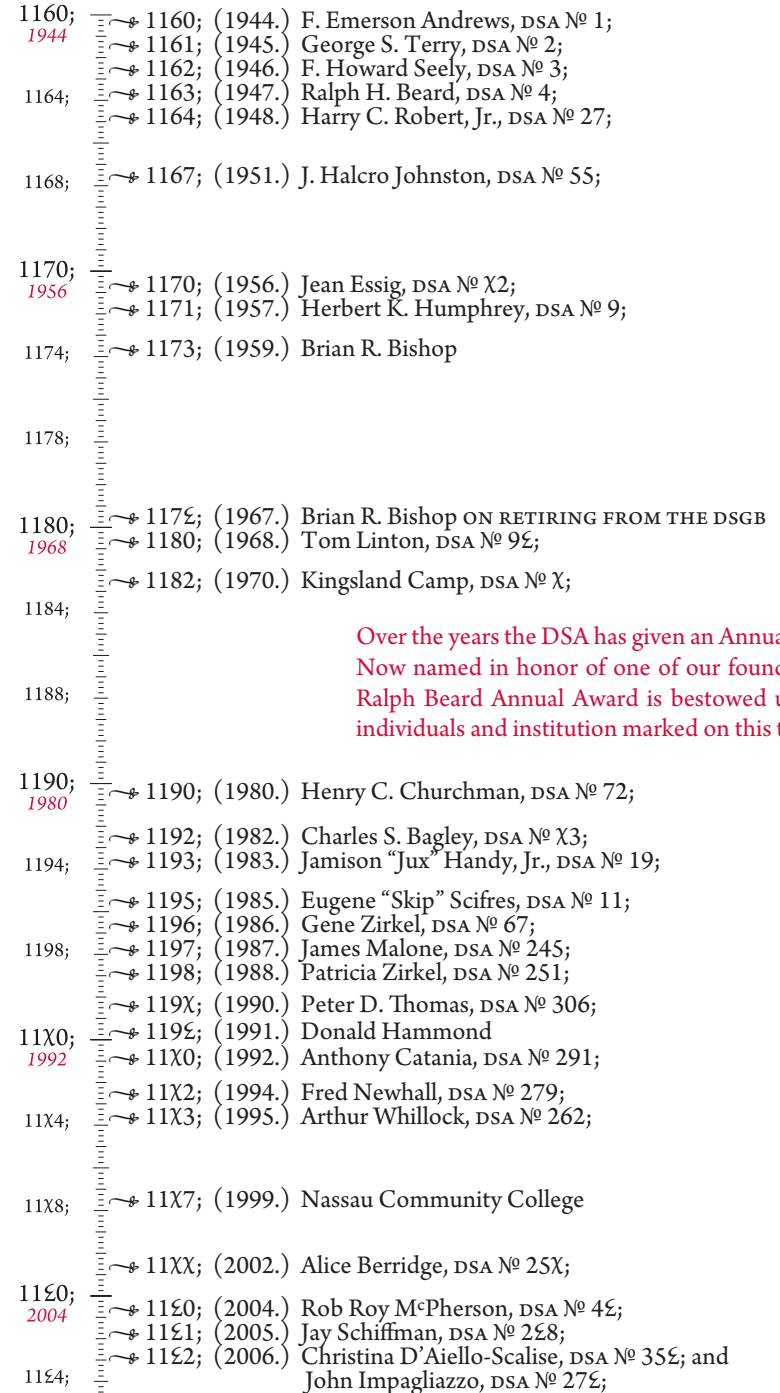 1160;
1944
1160; (1944.) F. Emerson Andrews, DSA № 1;
1161; (1945.) George S. Terry, DSA № 2;
1162; (1946.) F. Howard Seely, DSA № 3;
1164;
1163; (1947.) Ralph H. Beard, DSA № 4;
1164; (1948.) Harry C. Robert, Jr., DSA № 27;
1168;
1167; (1951.) J. Halcro Johnston, DSA № 55;
1170;
1956
1170; (1956.) Jean Essig, DSA № X2;
1171; (1957.) Herbert K. Humphrey, DSA № 9;
1174;
1173; (1959.) Brian R. Bishop
1178;
1180;
1968
117Ɛ; (1967.) Brian R. Bishop ON RETIRING FROM THE DSGB
1180; (1968.) Tom Linton, DSA № 9Ɛ;
1182; (1970.) Kingsland Camp, DSA № X;
1184;
Over the years the DSA has given an Annua
Now named in honor of one of our found
1188;
Ralph Beard Annual Award is bestowed u
individuals and institution marked on this t
1190;
1980
1190; (1980.) Henry C. Churchman, DSA № 72;
1192; (1982.) Charles S. Bagley, DSA № X3;
1194;
1193; (1983.) Jamison “Jux” Handy, Jr., DSA № 19;
1195; (1985.) Eugene “Skip” Scifres, DSA № 11;
1196; (1986.) Gene Zirkel, DSA № 67;
1198;
1197; (1987.) James Malone, DSA № 245;
1198; (1988.) Patricia Zirkel, DSA № 251;
119X; (1990.) Peter D. Thomas, DSA № 306;
11X0;
1992
119Ɛ; (1991.) Donald Hammond
11X0; (1992.) Anthony Catania, DSA № 291;
11X2; (1994.) Fred Newhall, DSA № 279;
11X4;
11X3; (1995.) Arthur Whillock, DSA № 262;
11X8;
11X7; (1999.) Nassau Community College
11XX; (2002.) Alice Berridge, DSA № 25X;
11Ɛ0;
2004
11Ɛ0; (2004.) Rob Roy McPherson, DSA № 4Ɛ;
11Ɛ1; (2005.) Jay Schiffman, DSA № 2Ɛ8;
11Ɛ2; (2006.) Christina D’Aiello-Scalise, DSA № 35Ɛ; and
11Ɛ4;
John Impagliazzo, DSA № 27Ɛ;